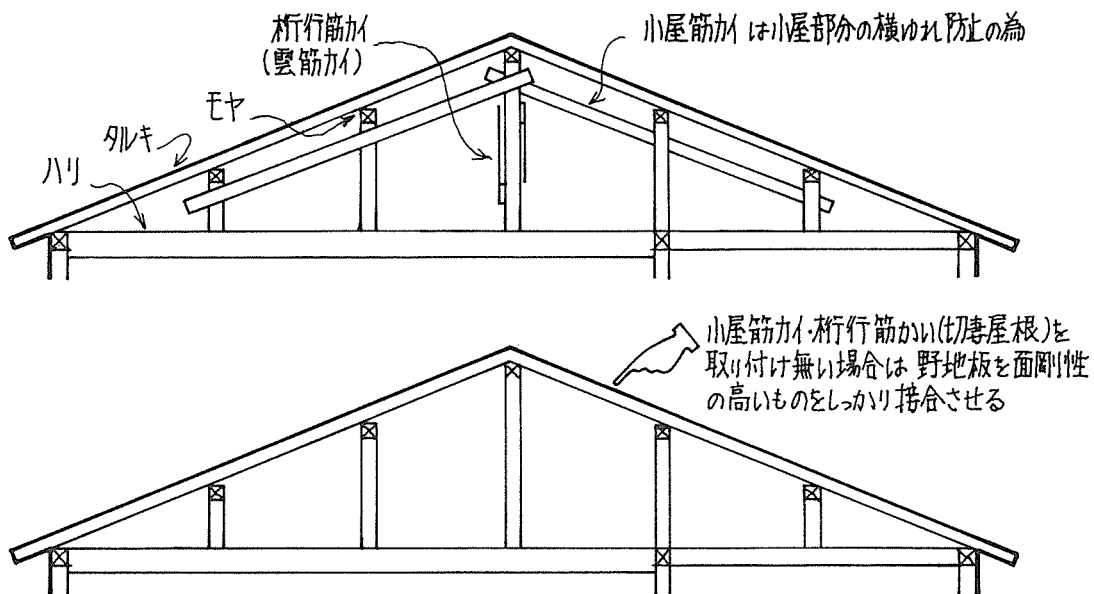 桁行筋カイ
(雲筋カイ)
小屋筋カイ は小屋部分の横ゆれ防止の為
モヤ
タルキ
ハリ
小屋筋カイ・桁行筋かい(切妻屋根)を
取り付け無い場合は 野地板を面剛性
の高いものをしっかり接合させる